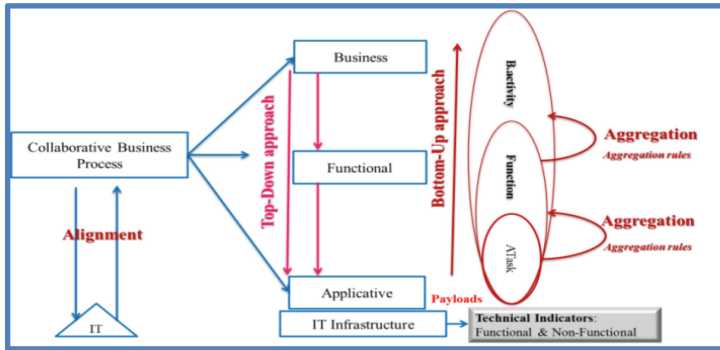 Collaborative Business
Process
Alignment
IT
Business
Functional
Applicative
IT Infrastructure
Top-Down approach
Bottom-Up approach
Payloads
Technical Indicators:
Functional & Non-Functional
B.activity
Function
ATask
Aggregation
Aggregation rules
Aggregation
Aggregation rules